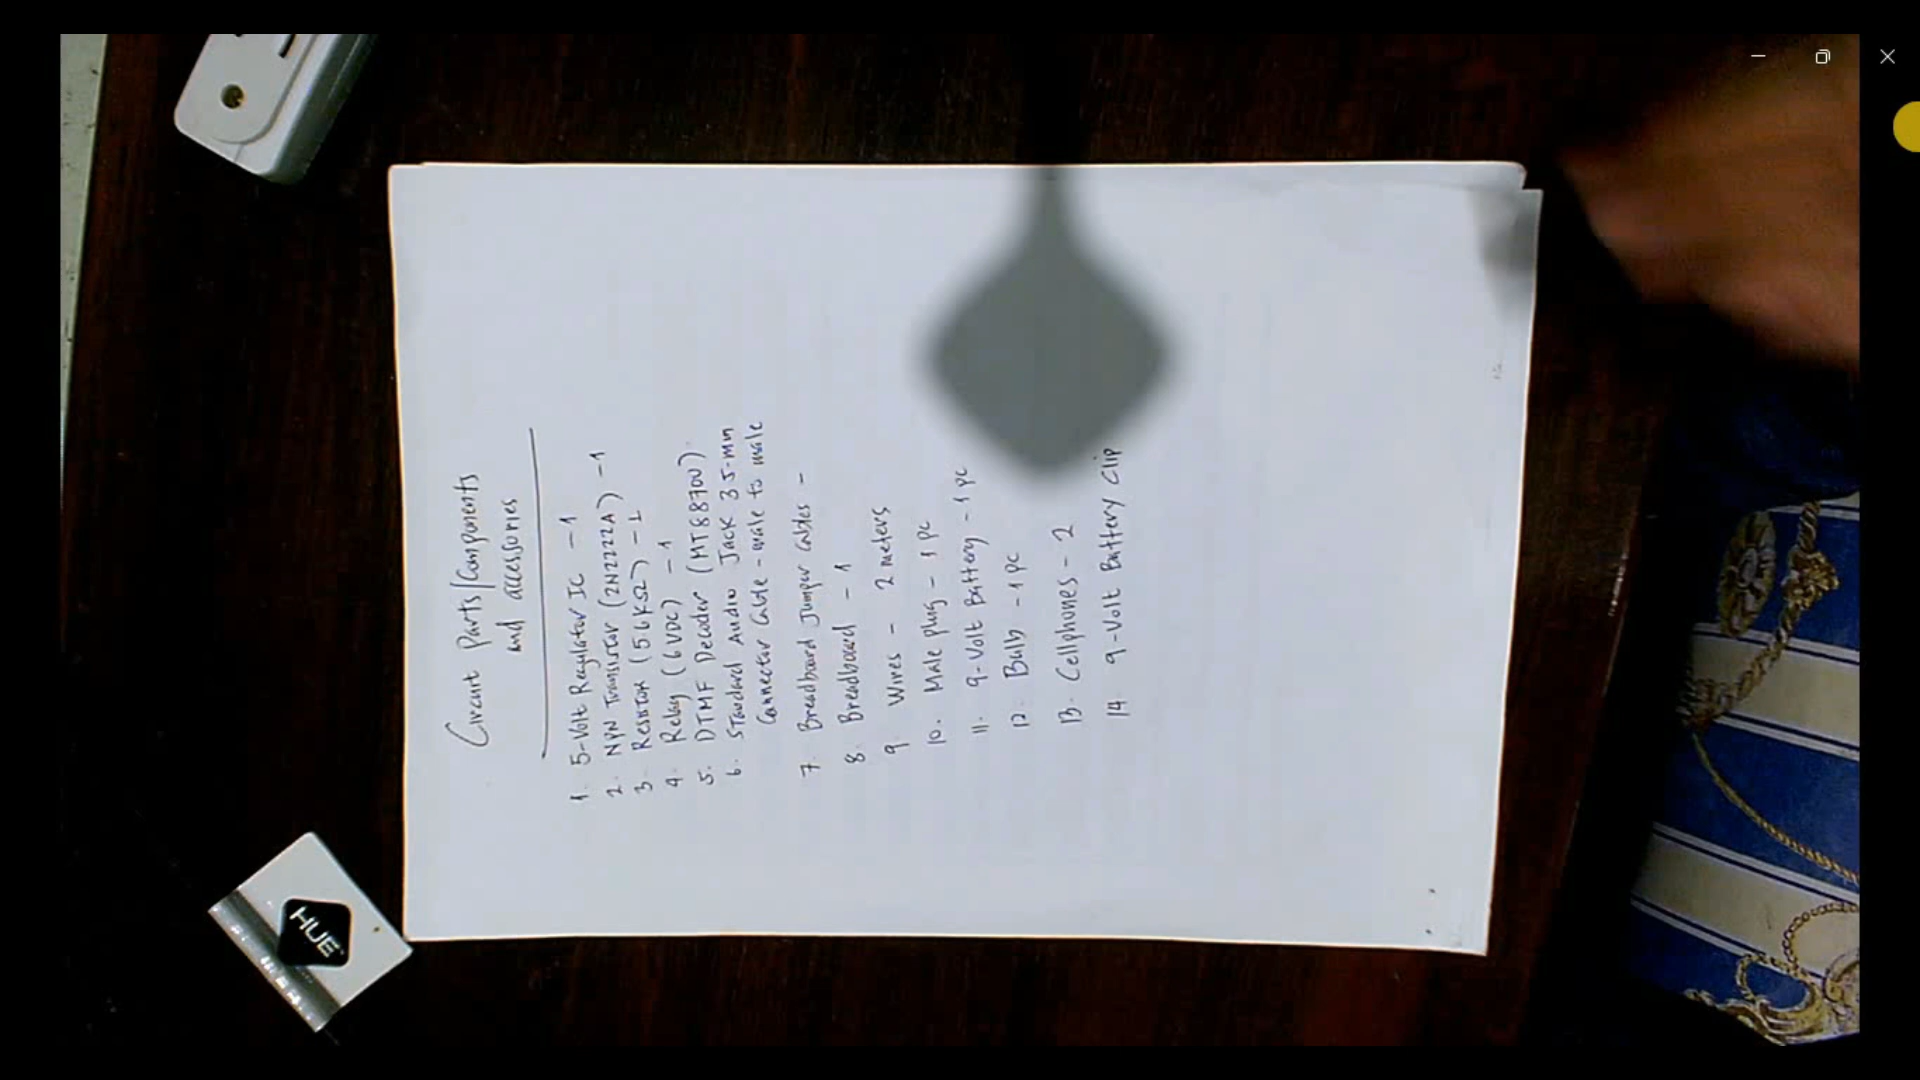 Circuit Parts/Components
and accessories
1. 5-Volt Regulator IC - 1
2. NPN Transistor (2N2222A) - 1
3. Resistor (56KΩ) - 1
4. Relay (6VDC) - 1
5. DTMF Decoder (MT8870V)
6. Standard Audio Jack 3 5-mm
Connector Cable - male to male
7. Breadboard Jumper Cables -
8. Breadboard - 1
9. Wires - 2 meters
10. Male plug - 1 pc
11. 9-Volt Battery - 1 pc
12. Bulb - 1 pc
13. Cellphones - 2
14. 9-Volt Battery Clip
HUE